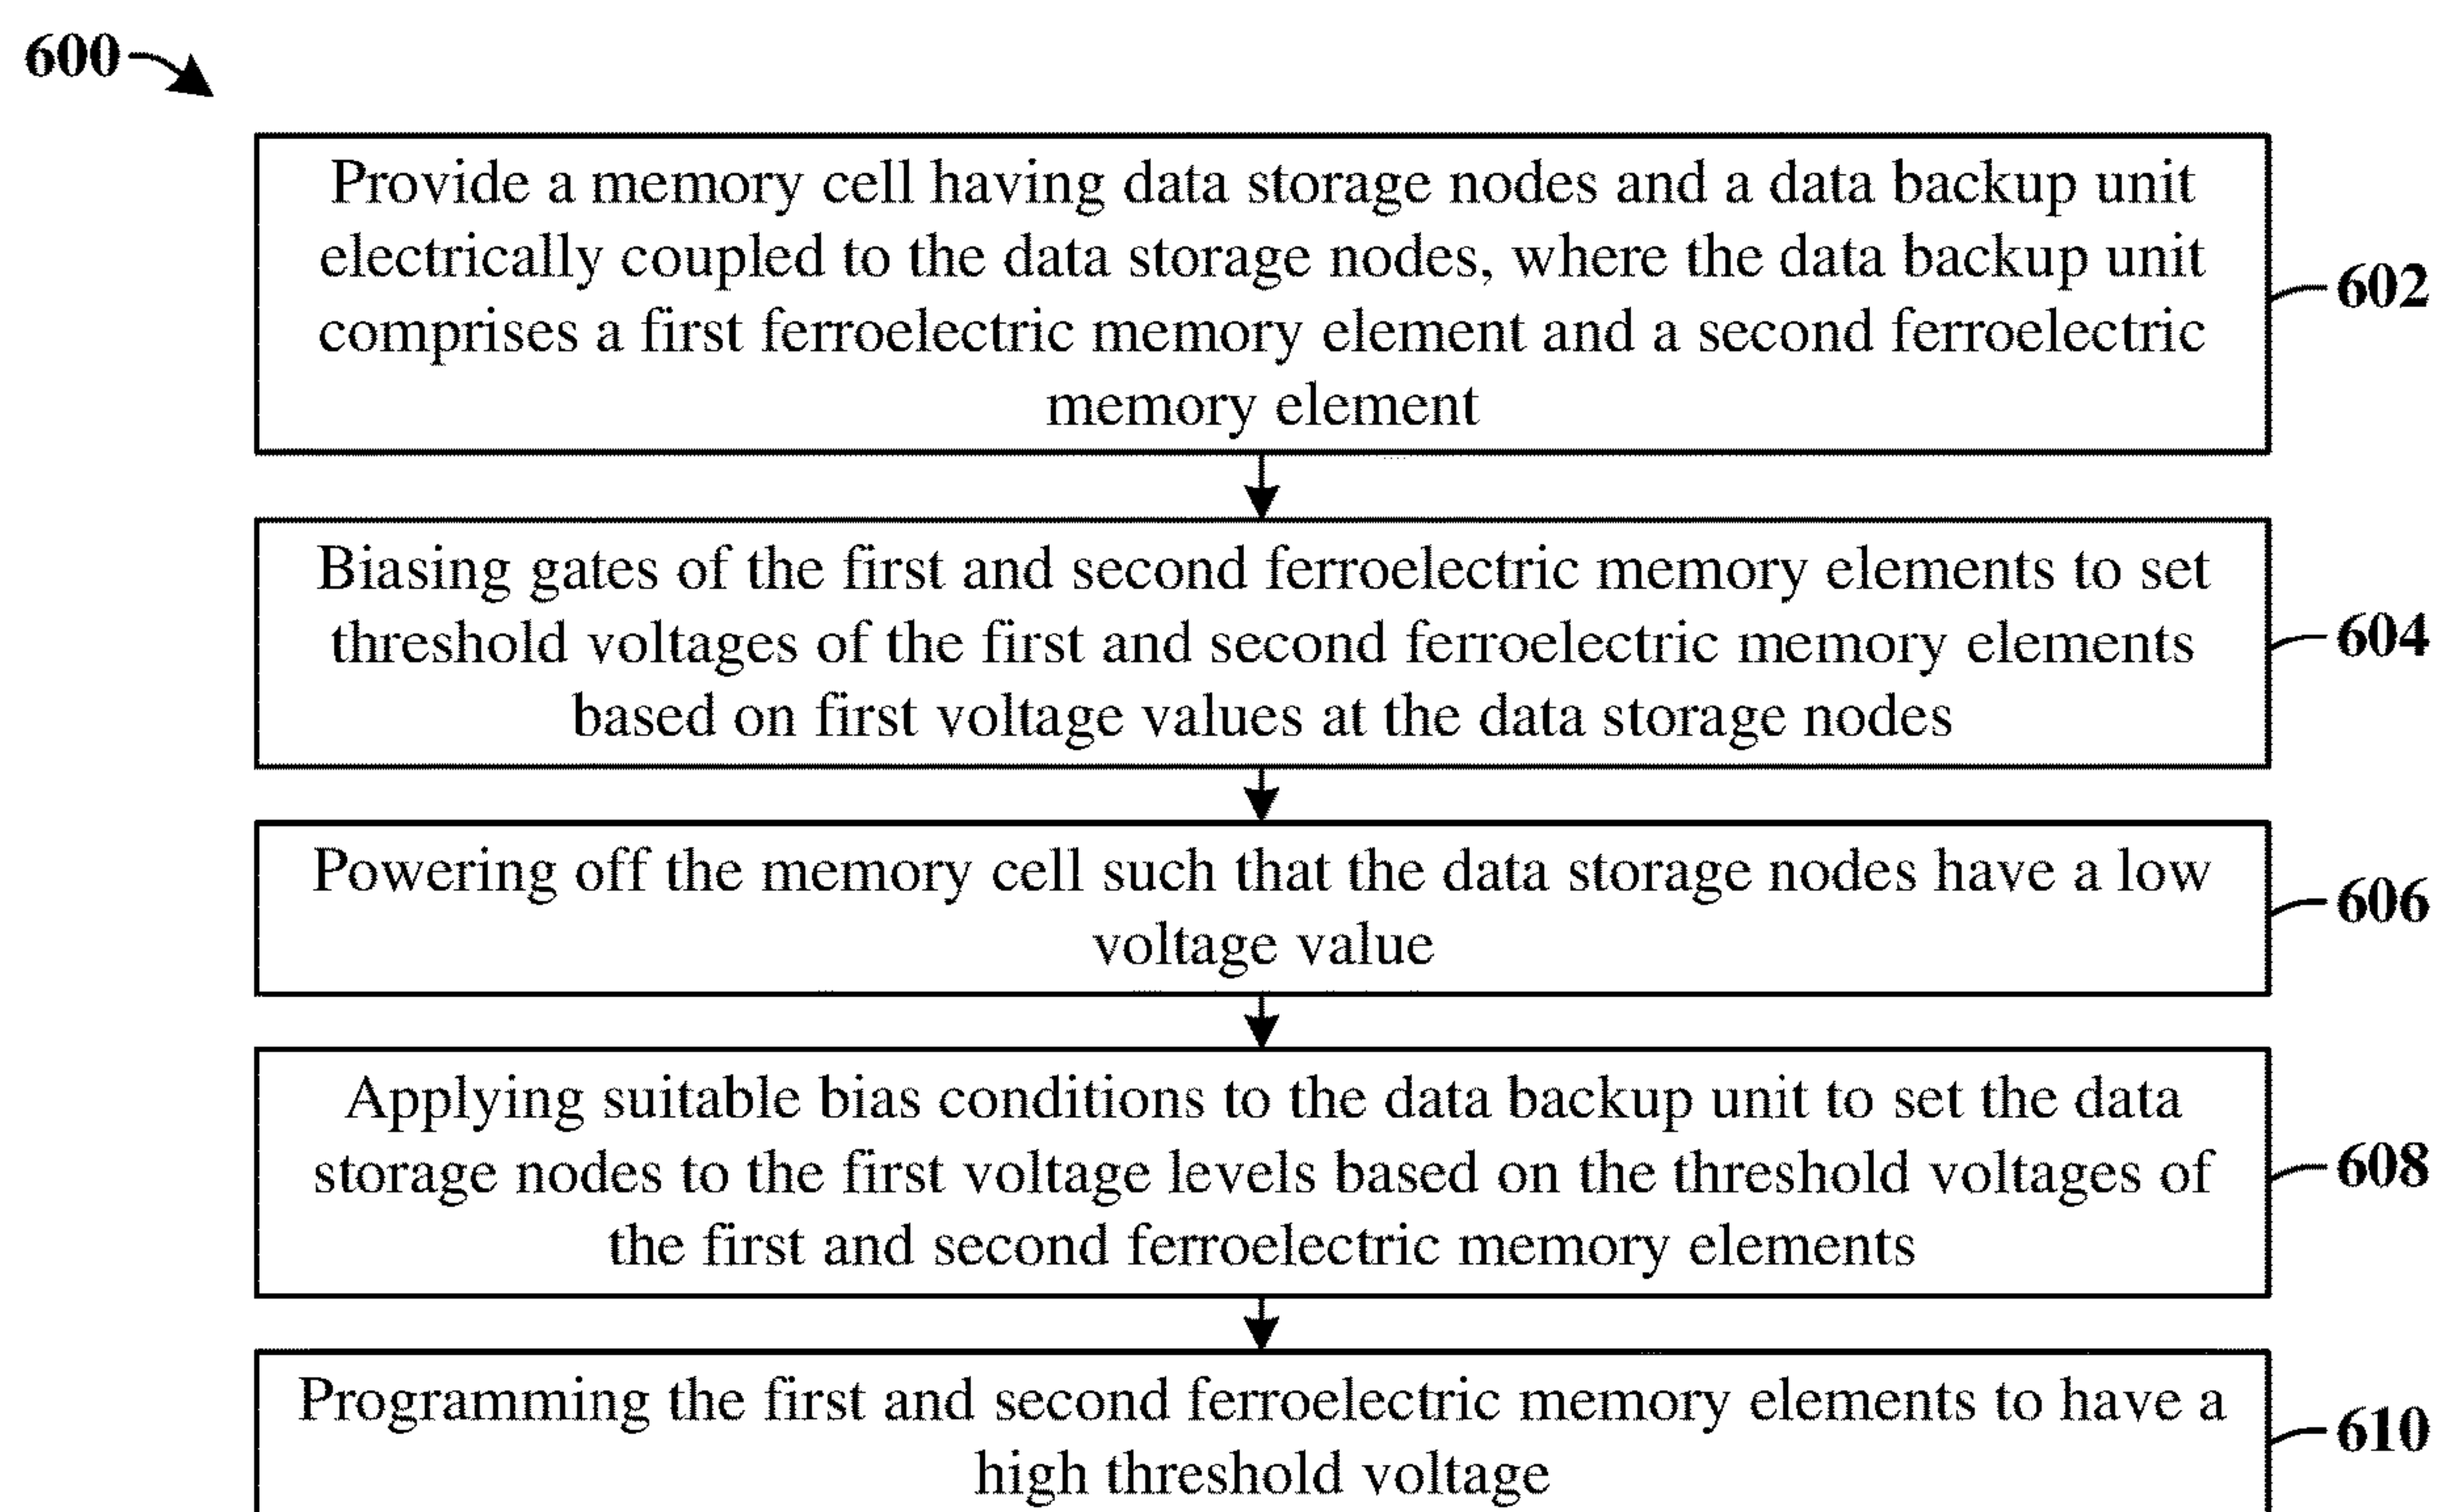 600
Provide a memory cell having data storage nodes and a data backup unit
electrically coupled to the data storage nodes, where the data backup unit
comprises a first ferroelectric memory element and a second ferroelectric
memory element
602
Biasing gates of the first and second ferroelectric memory elements to set
threshold voltages of the first and second ferroelectric memory elements
based on first voltage values at the data storage nodes
604
Powering off the memory cell such that the data storage nodes have a low
voltage value
606
Applying suitable bias conditions to the data backup unit to set the data
storage nodes to the first voltage levels based on the threshold voltages of
the first and second ferroelectric memory elements
608
Programming the first and second ferroelectric memory elements to have a
high threshold voltage
610